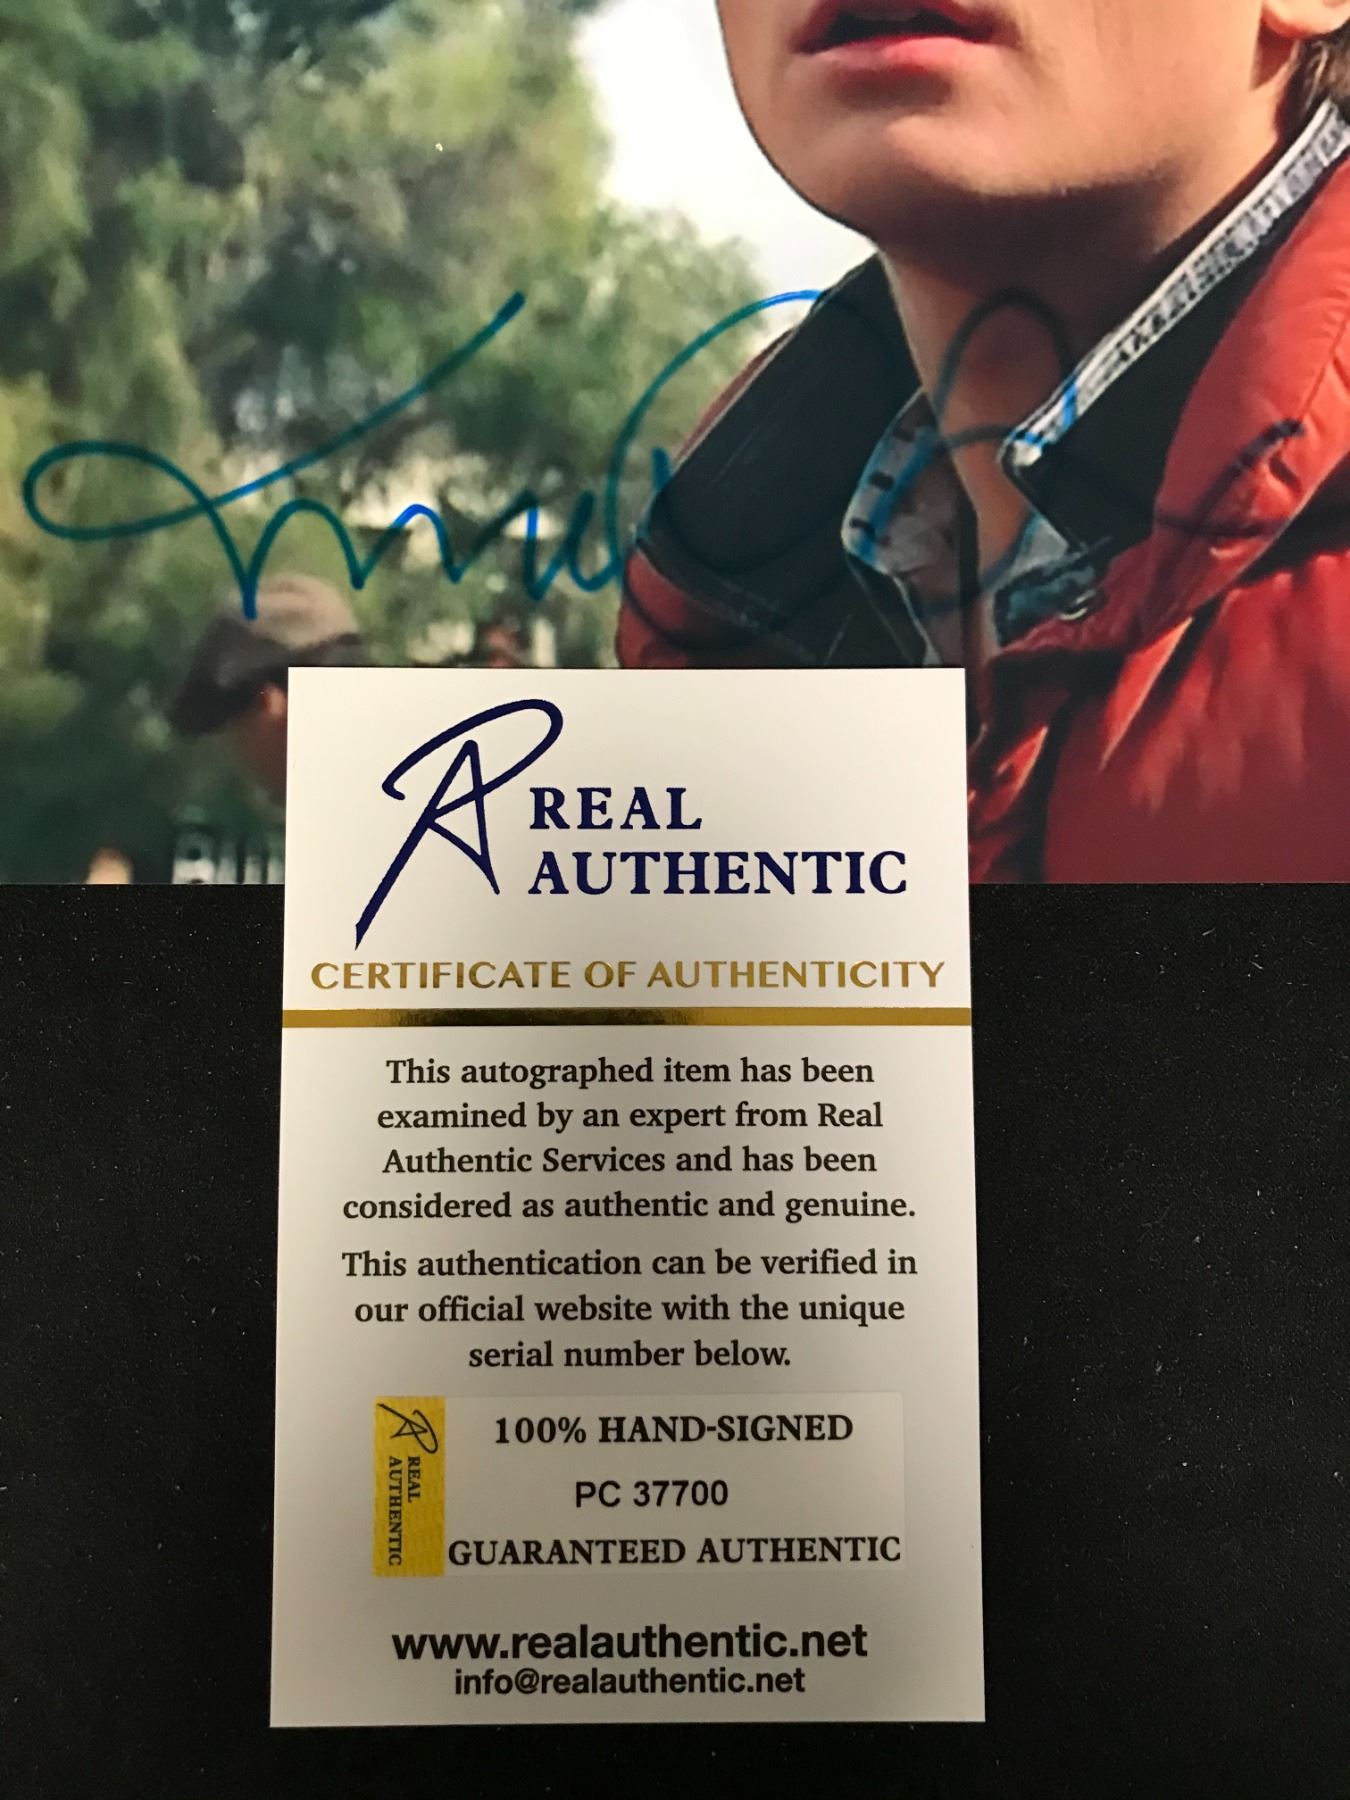 REAL
AUTHENTIC
CERTIFICATE OF AUTHENTICITY
This autographed item has been
examined by an expert from Real
Authentic Services and has been
considered as authentic and genuine.
This authentication can be verified in
our official website with the unique
serial number below.
REAL
AUTHENTIC
100% HAND-SIGNED
PC 37700
GUARANTEED AUTHENTIC
www.realauthentic.net
info@realauthentic.net